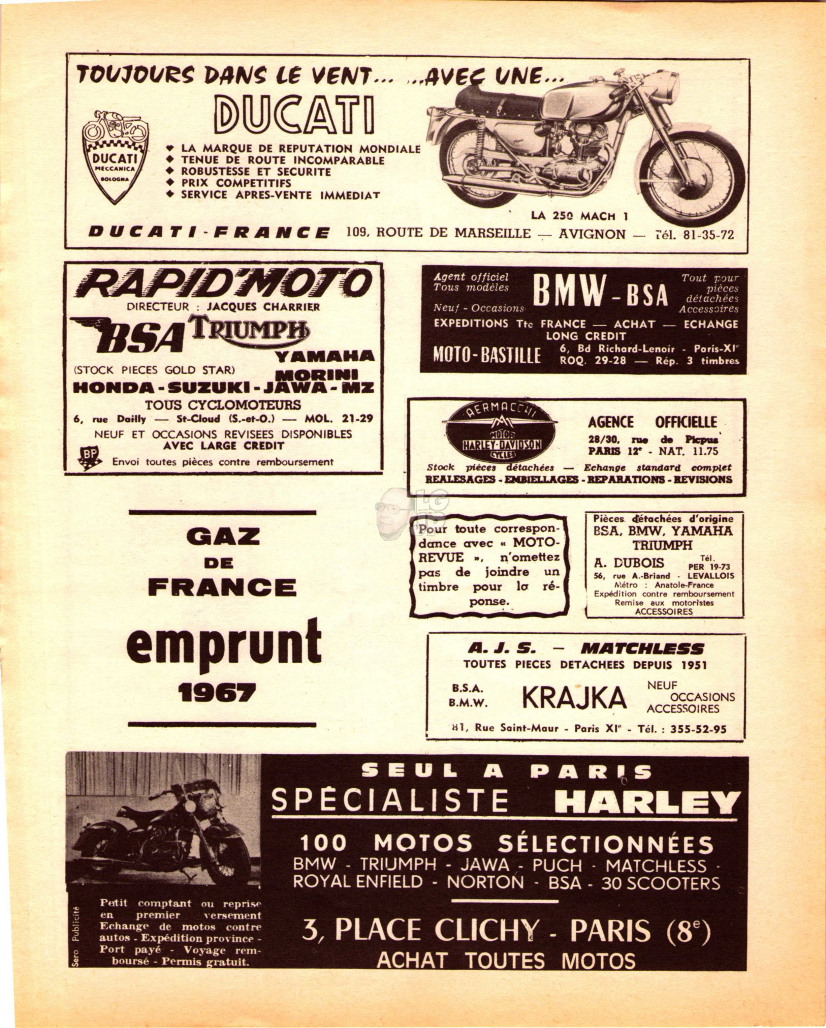 TOUJOURS DANS LE VENT... ...AVEC UNE...
DUCATI
DUCATI
MECCANICA
BOLOGNA
LA MARQUE DE REPUTATION MONDIALE
TENUE DE ROUTE INCOMPARABLE
ROBUSTESSE ET SECURITE
PRIX COMPETITIFS
SERVICE APRES-VENTE IMMEDIAT
LA 250 MACH 1
DUCATI-FRANCE 109, ROUTE DE MARSEILLE — AVIGNON — Tél. 81-35-72
RAPID'MOTO
DIRECTEUR : JACQUES CHARRIER
BSA TRIUMPH
YAMAHA
(STOCK PIECES GOLD STAR) MORINI
HONDA-SUZUKI-JAWA-MZ
TOUS CYCLOMOTEURS
6, rue Dailly — St-Cloud (S.-et-O.) — MOL. 21-29
NEUF ET OCCASIONS REVISEES DISPONIBLES
AVEC LARGE CREDIT
BP
Envoi toutes pièces contre remboursement
Agent officiel
Tous modèles
Neuf - Occasions
BMW - BSA
Tout pour
pièces
détachées
Accessoires
EXPEDITIONS Tte FRANCE — ACHAT — ECHANGE
LONG CREDIT
MOTO-BASTILLE
6, Bd Richard-Lenoir - Paris-XIe
ROQ. 29-28 — Rép. 3 timbres
AERMACCHI
MOTOR
HARLEY-DAVIDSON
CYCLES
AGENCE OFFICIELLE
28/30, rue de Picpus
PARIS 12e - NAT. 11.75
Stock pièces détachées — Echange standard complet
REALESAGES - EMBIELLAGES - REPARATIONS - REVISIONS
GAZ
DE
FRANCE
emprunt
1967
Pour toute correspon-
dance avec « MOTO-
REVUE », n'omettez
pas de joindre un
timbre pour la ré-
ponse.
Pièces détachées d'origine
BSA, BMW, YAMAHA
TRIUMPH
A. DUBOIS Tél.
PER 19-73
56, rue A.-Briand - LEVALLOIS
Métro : Anatole-France
Expédition contre remboursement
Remise aux motoristes
ACCESSOIRES
A.J.S. — MATCHLESS
TOUTES PIECES DETACHEES DEPUIS 1951
B.S.A.
B.M.W.
KRAJKA
NEUF
OCCASIONS
ACCESSOIRES
81, Rue Saint-Maur - Paris XIe - Tél. : 355-52-95
SEUL A PARIS
SPÉCIALISTE HARLEY
100 MOTOS SÉLECTIONNÉES
BMW - TRIUMPH - JAWA - PUCH - MATCHLESS -
ROYAL ENFIELD - NORTON - BSA - 30 SCOOTERS
3, PLACE CLICHY - PARIS (8e)
ACHAT TOUTES MOTOS
Petit comptant ou reprise
en premier versement
Echange de motos contre
autos - Expédition province -
Port payé - Voyage rem-
boursé - Permis gratuit.
Sero Publicité